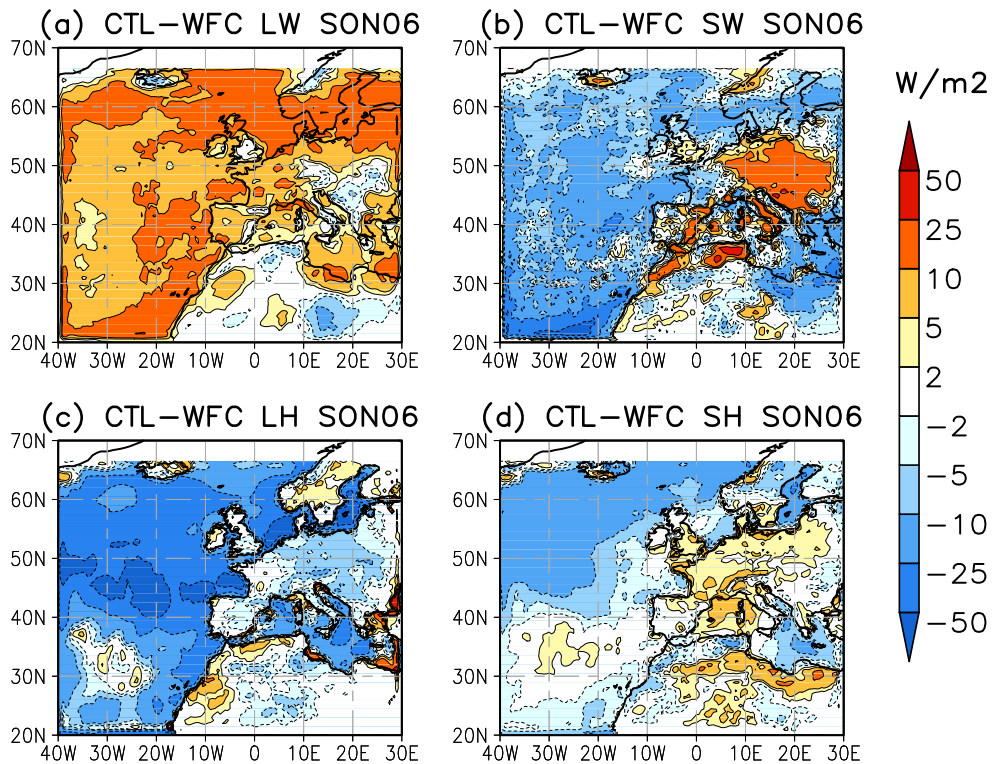 (a) CTL−WFC LW SON06
(b) CTL−WFC SW SON06
70N
60N
50N
40N
30N
20N
40W 30W 20W 10W 0 10E 20E 30E
70N
60N
50N
40N
30N
20N
40W 30W 20W 10W 0 10E 20E 30E
(c) CTL−WFC LH SON06
(d) CTL−WFC SH SON06
70N
60N
50N
40N
30N
20N
40W 30W 20W 10W 0 10E 20E 30E
70N
60N
50N
40N
30N
20N
40W 30W 20W 10W 0 10E 20E 30E
W/m2
50
25
10
5
2
−2
−5
−10
−25
−50